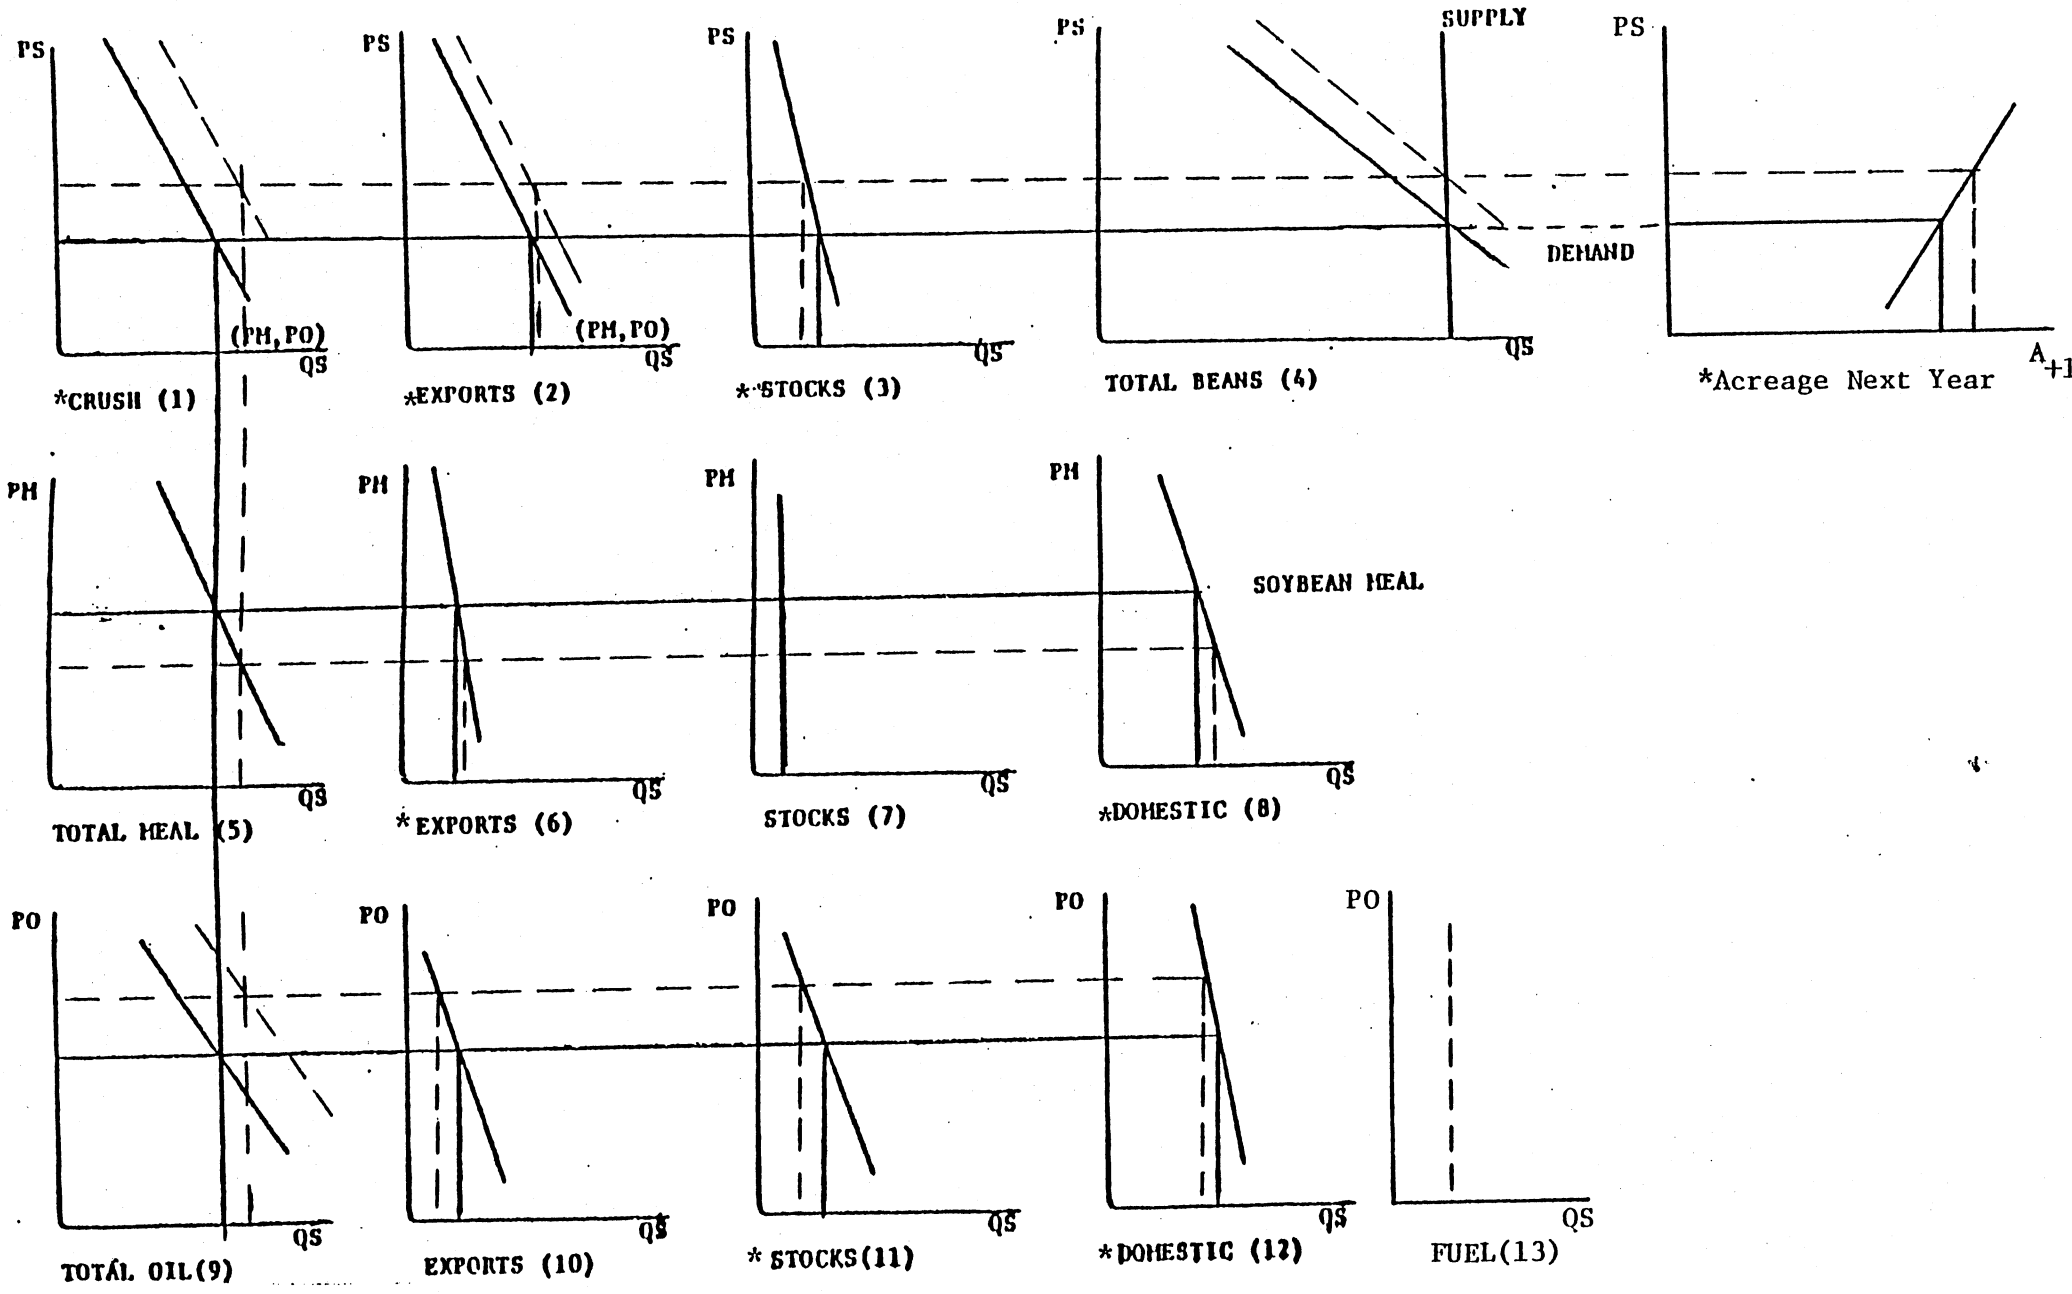 PS
PS
PS
PS
SUPPLY
PS
DEMAND
(PM,PO)
QS
(PM,PO)
QS
QS
QS
A+1
*CRUSH (1)
*EXPORTS (2)
*STOCKS (3)
TOTAL BEANS (4)
*Acreage Next Year
PM
PM
PM
PM
SOYBEAN MEAL
QS
QS
QS
QS
TOTAL MEAL (5)
*EXPORTS (6)
STOCKS (7)
*DOMESTIC (8)
PO
PO
PO
PO
PO
QS
QS
QS
QS
QS
TOTAL OIL(9)
EXPORTS (10)
*STOCKS(11)
*DOMESTIC (12)
FUEL(13)